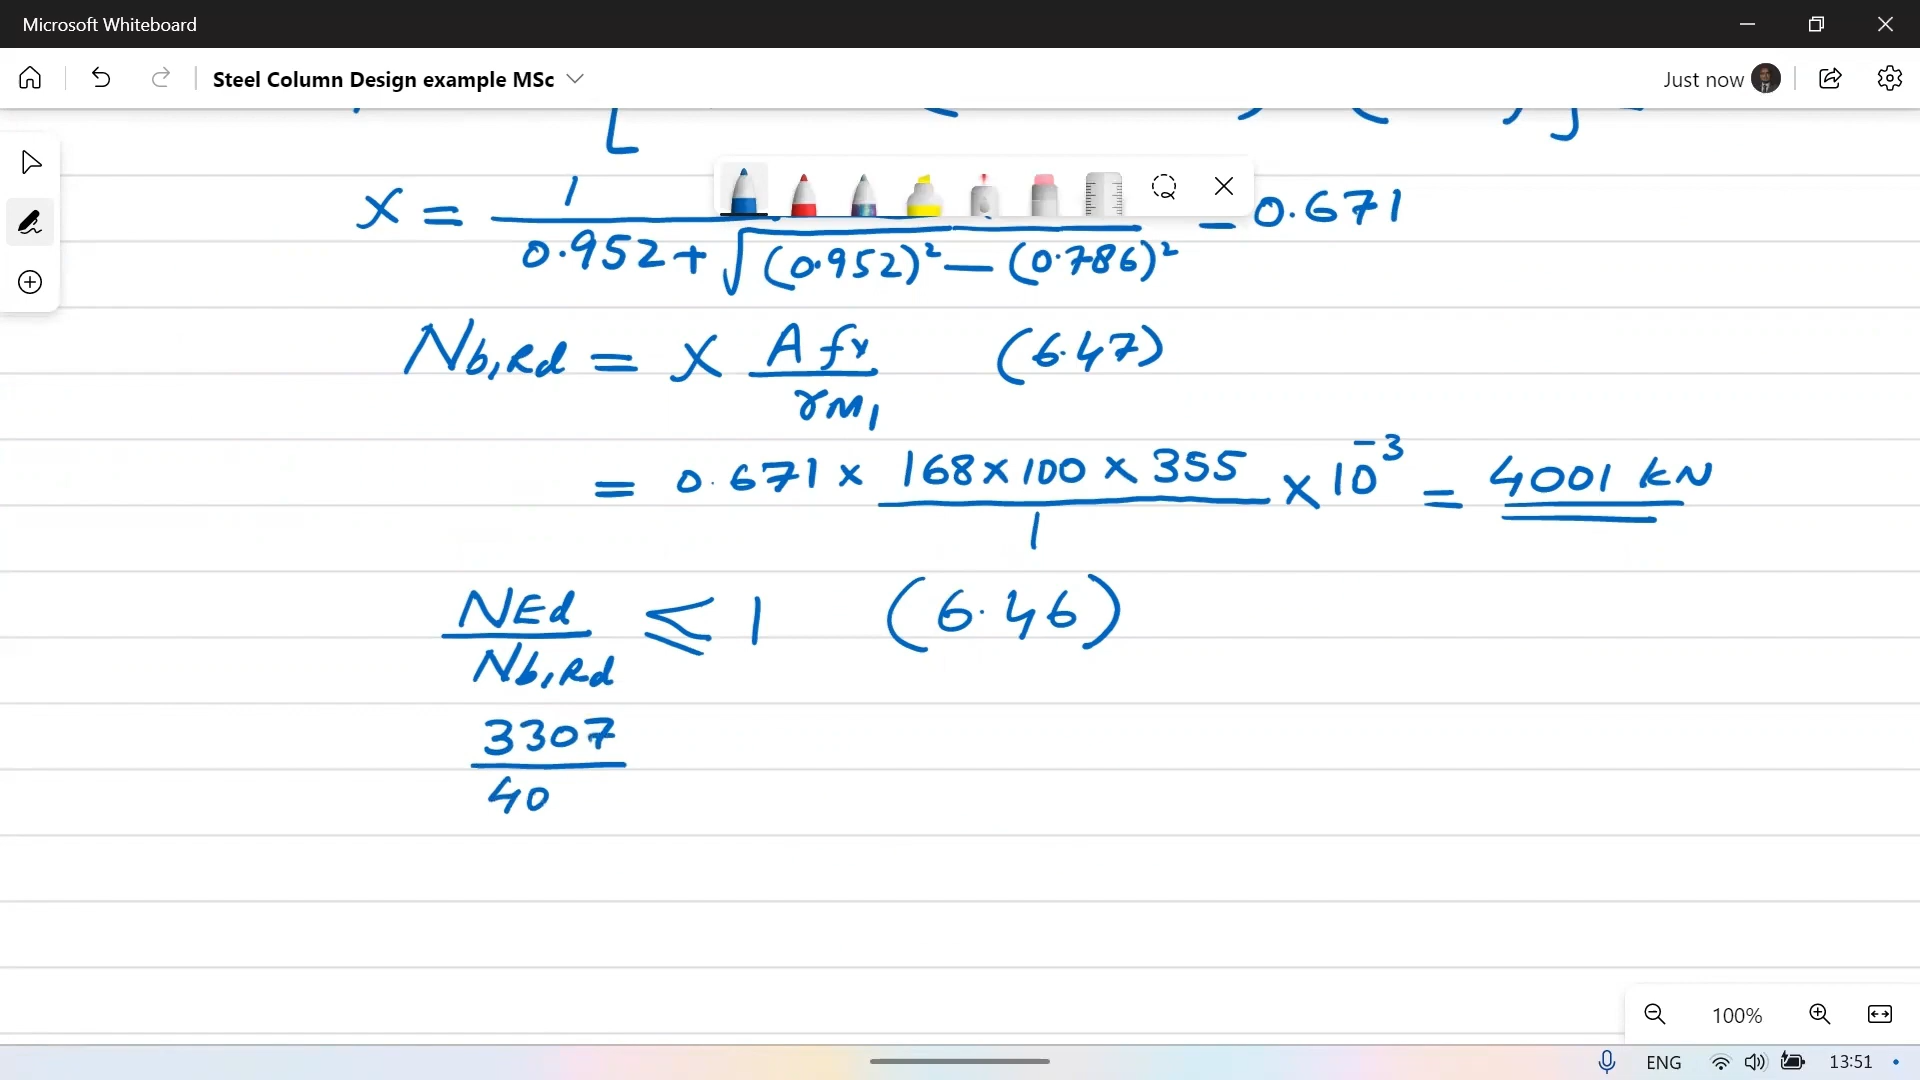 Microsoft Whiteboard
Steel Column Design example MSc
Just now
χ = 1 / (0.952 + √((0.952)² − (0.786)²)) = 0.671
Nb,Rd = χ A fy / γM1 (6.47)
= 0.671 × 168 × 100 × 355 / 1 × 10⁻³ = 4001 kN
NEd / Nb,Rd ≤ 1 (6.46)
3307 / 40
100%
ENG 13:51